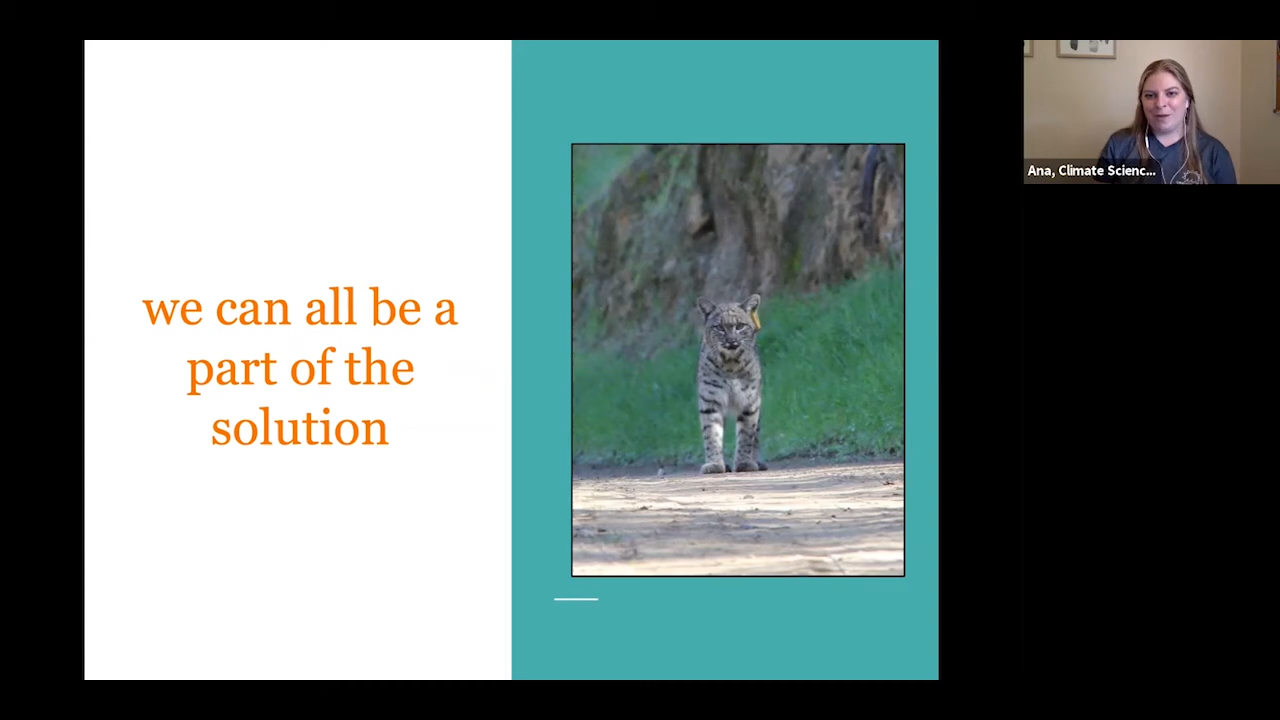 we can all be a
part of the
solution
Ana, Climate Scienc...